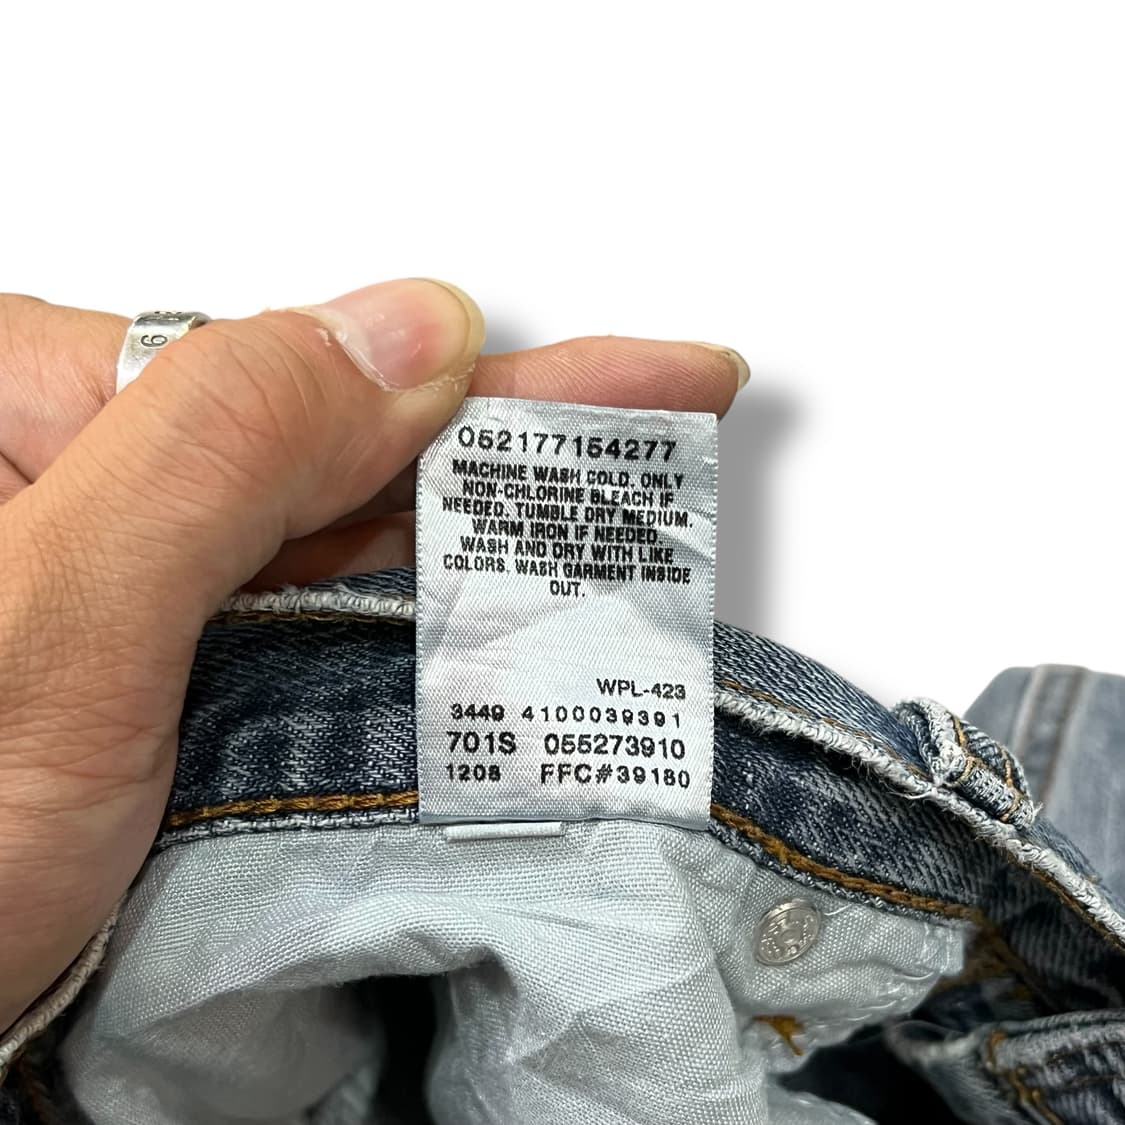 052177154277
MACHINE WASH COLD. ONLY
NON-CHLORINE BLEACH IF
NEEDED. TUMBLE DRY MEDIUM.
WARM IRON IF NEEDED.
WASH AND DRY WITH LIKE
COLORS. WASH GARMENT INSIDE
OUT.
WPL-423
3449 4100039391
701S 055273910
1208 FFC#39180